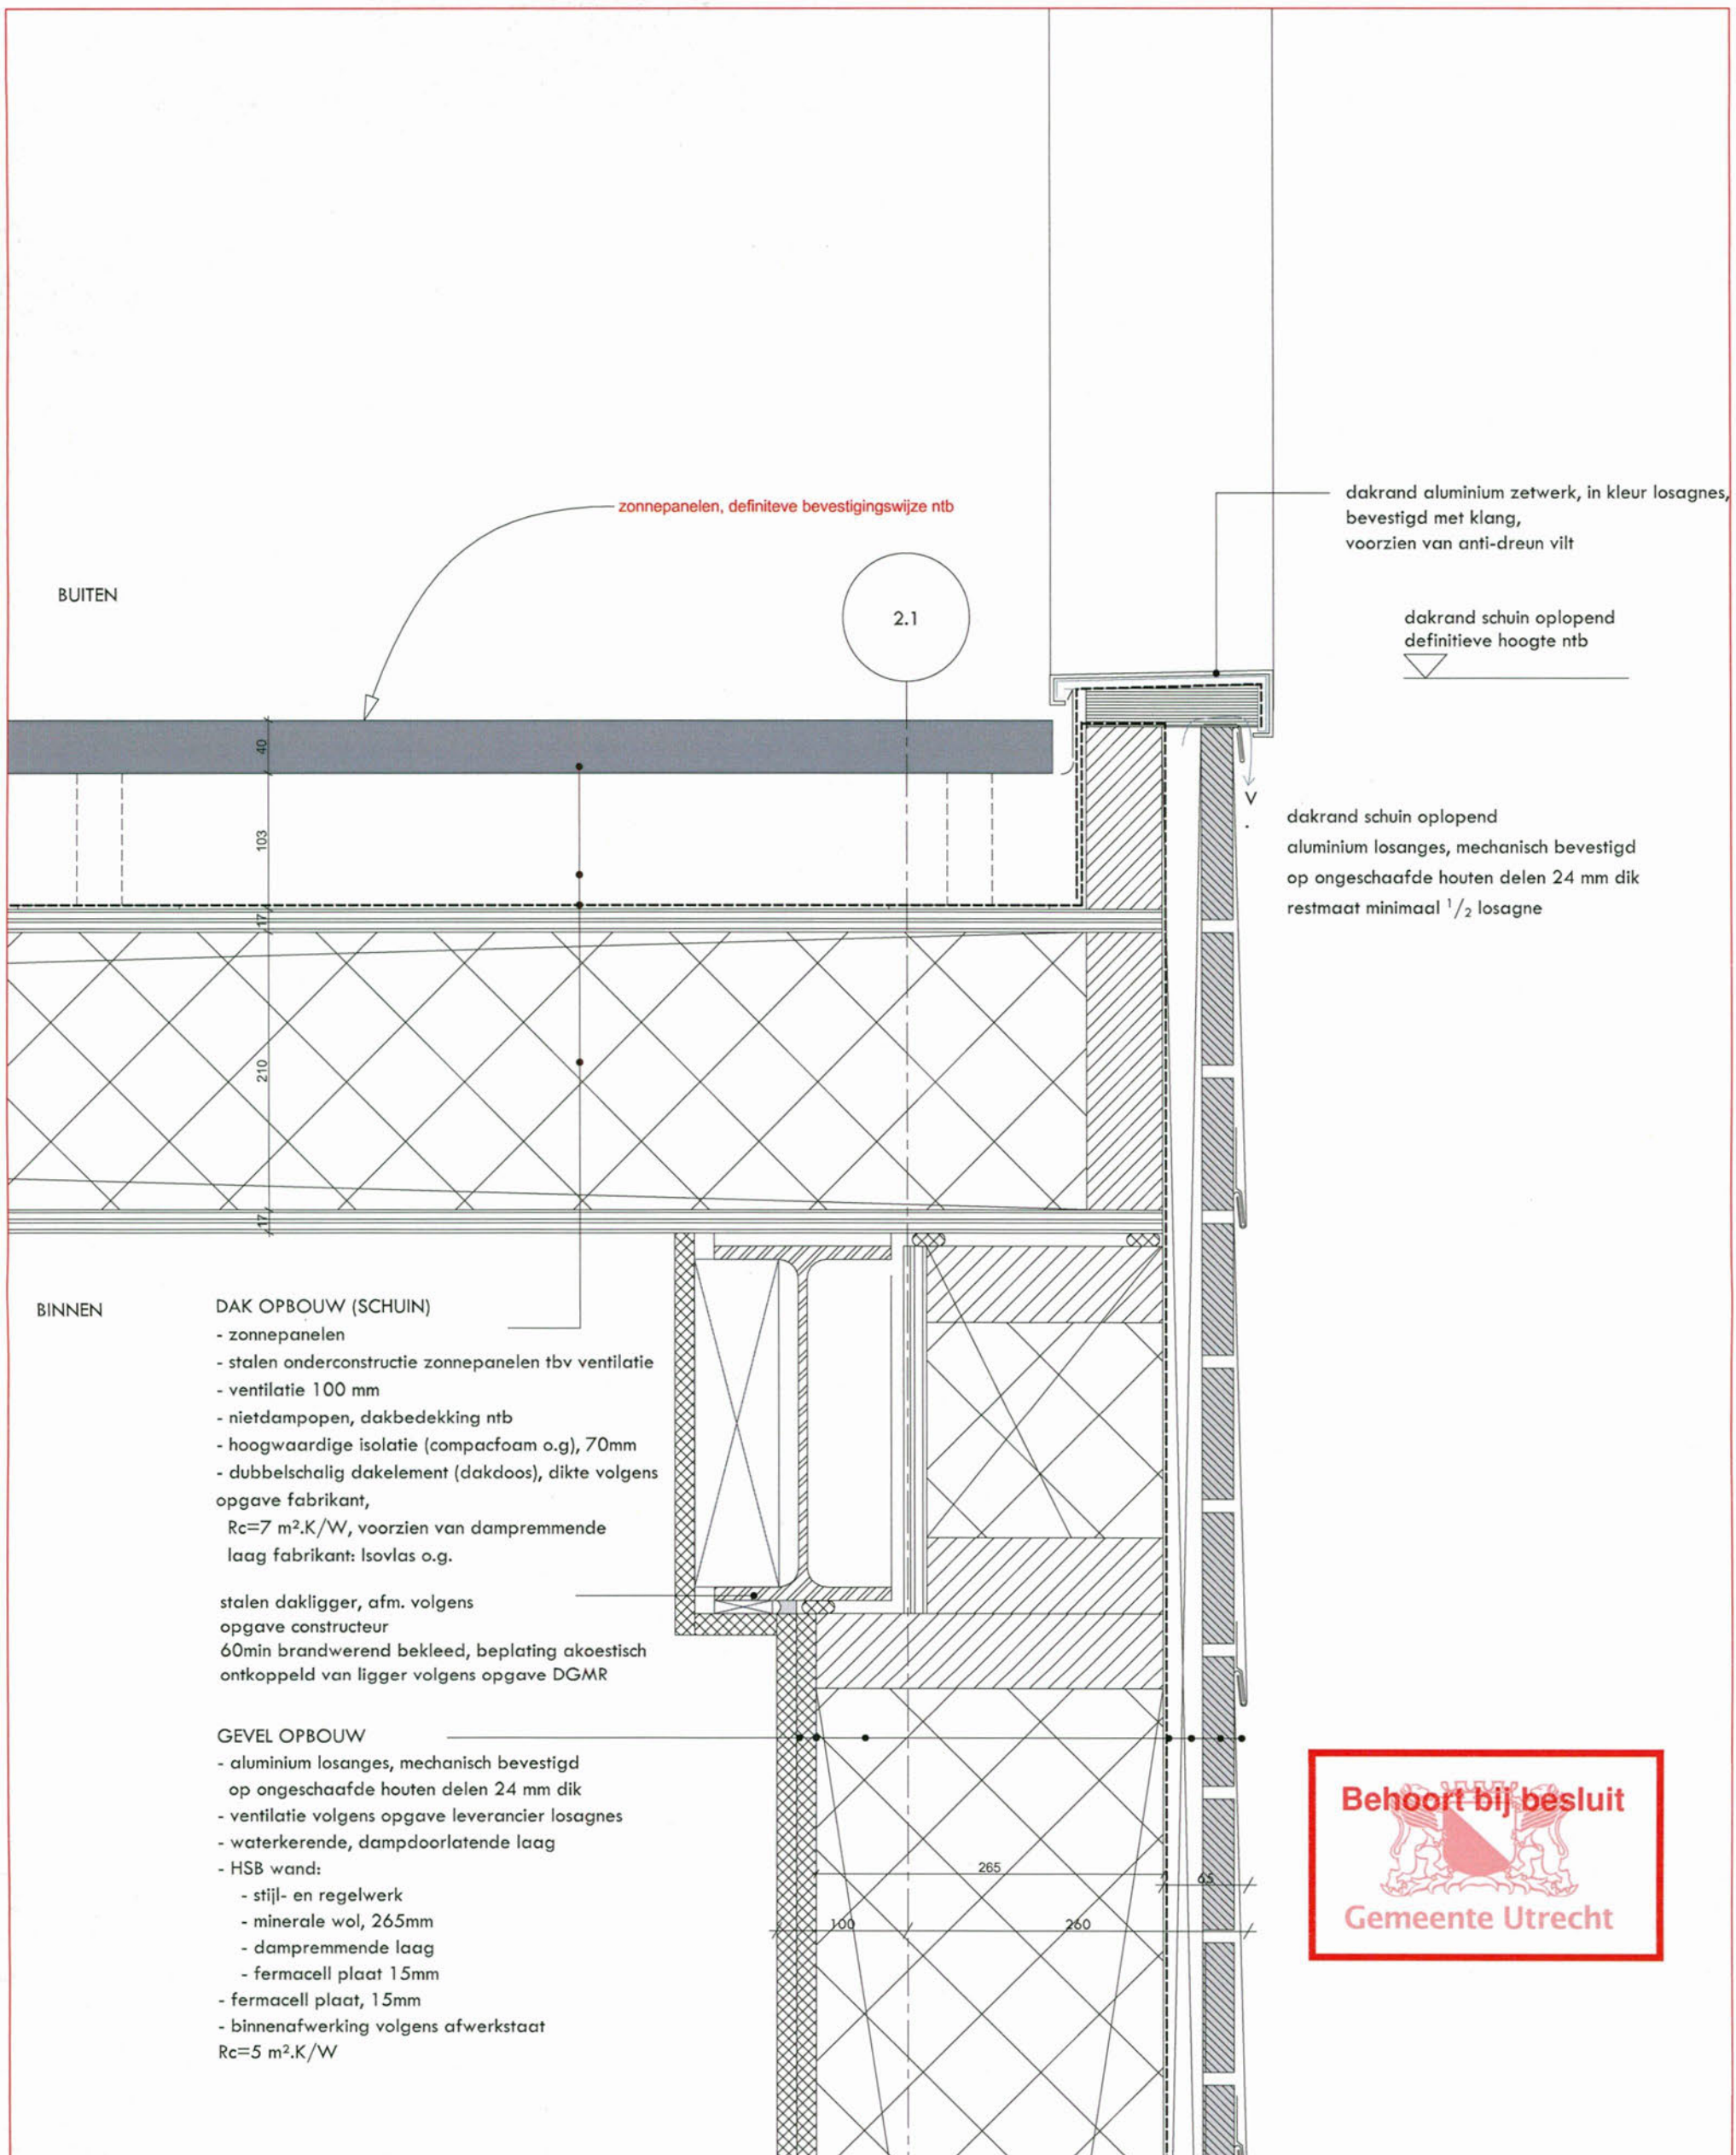 zonnepanelen, definiteve bevestigingswijze ntb
dakrand aluminium zetwerk, in kleur losagnes,
bevestigd met klang,
voorzien van anti-dreun vilt
BUITEN
2.1
dakrand schuin oplopend
definitieve hoogte ntb
40
V
dakrand schuin oplopend
aluminium losanges, mechanisch bevestigd
op ongeschaafde houten delen 24 mm dik
restmaat minimaal 1/2 losagne
103
17
210
17
BINNEN
DAK OPBOUW (SCHUIN)
- zonnepanelen
- stalen onderconstructie zonnepanelen tbv ventilatie
- ventilatie 100 mm
- nietdampopen, dakbedekking ntb
- hoogwaardige isolatie (compacfoam o.g), 70mm
- dubbelschalig dakelement (dakdoos), dikte volgens
opgave fabrikant,
Rc=7 m².K/W, voorzien van dampremmende
laag fabrikant: Isovlas o.g.
stalen dakligger, afm. volgens
opgave constructeur
60min brandwerend bekleed, beplating akoestisch
ontkoppeld van ligger volgens opgave DGMR
GEVEL OPBOUW
- aluminium losanges, mechanisch bevestigd
op ongeschaafde houten delen 24 mm dik
- ventilatie volgens opgave leverancier losagnes
- waterkerende, dampdoorlatende laag
- HSB wand:
- stijl- en regelwerk
- minerale wol, 265mm
- dampremmende laag
- fermacell plaat 15mm
- fermacell plaat, 15mm
- binnenafwerking volgens afwerkstaat
Rc=5 m².K/W
265
65
100
260
Behoort bij besluit
Gemeente Utrecht